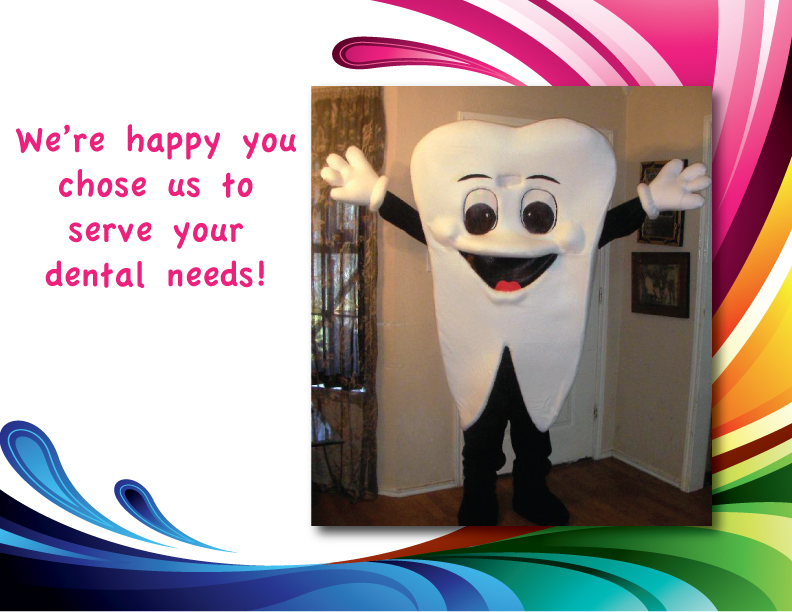 We're happy you
chose us to
serve your
dental needs!